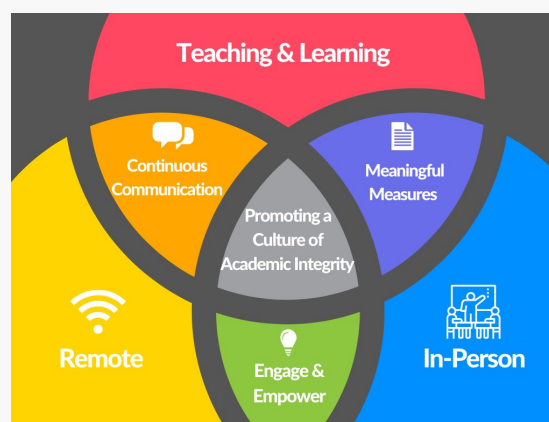 Teaching & Learning
Continuous
Communication
Meaningful
Measures
Promoting a
Culture of
Academic Integrity
Remote
In-Person
Engage &
Empower